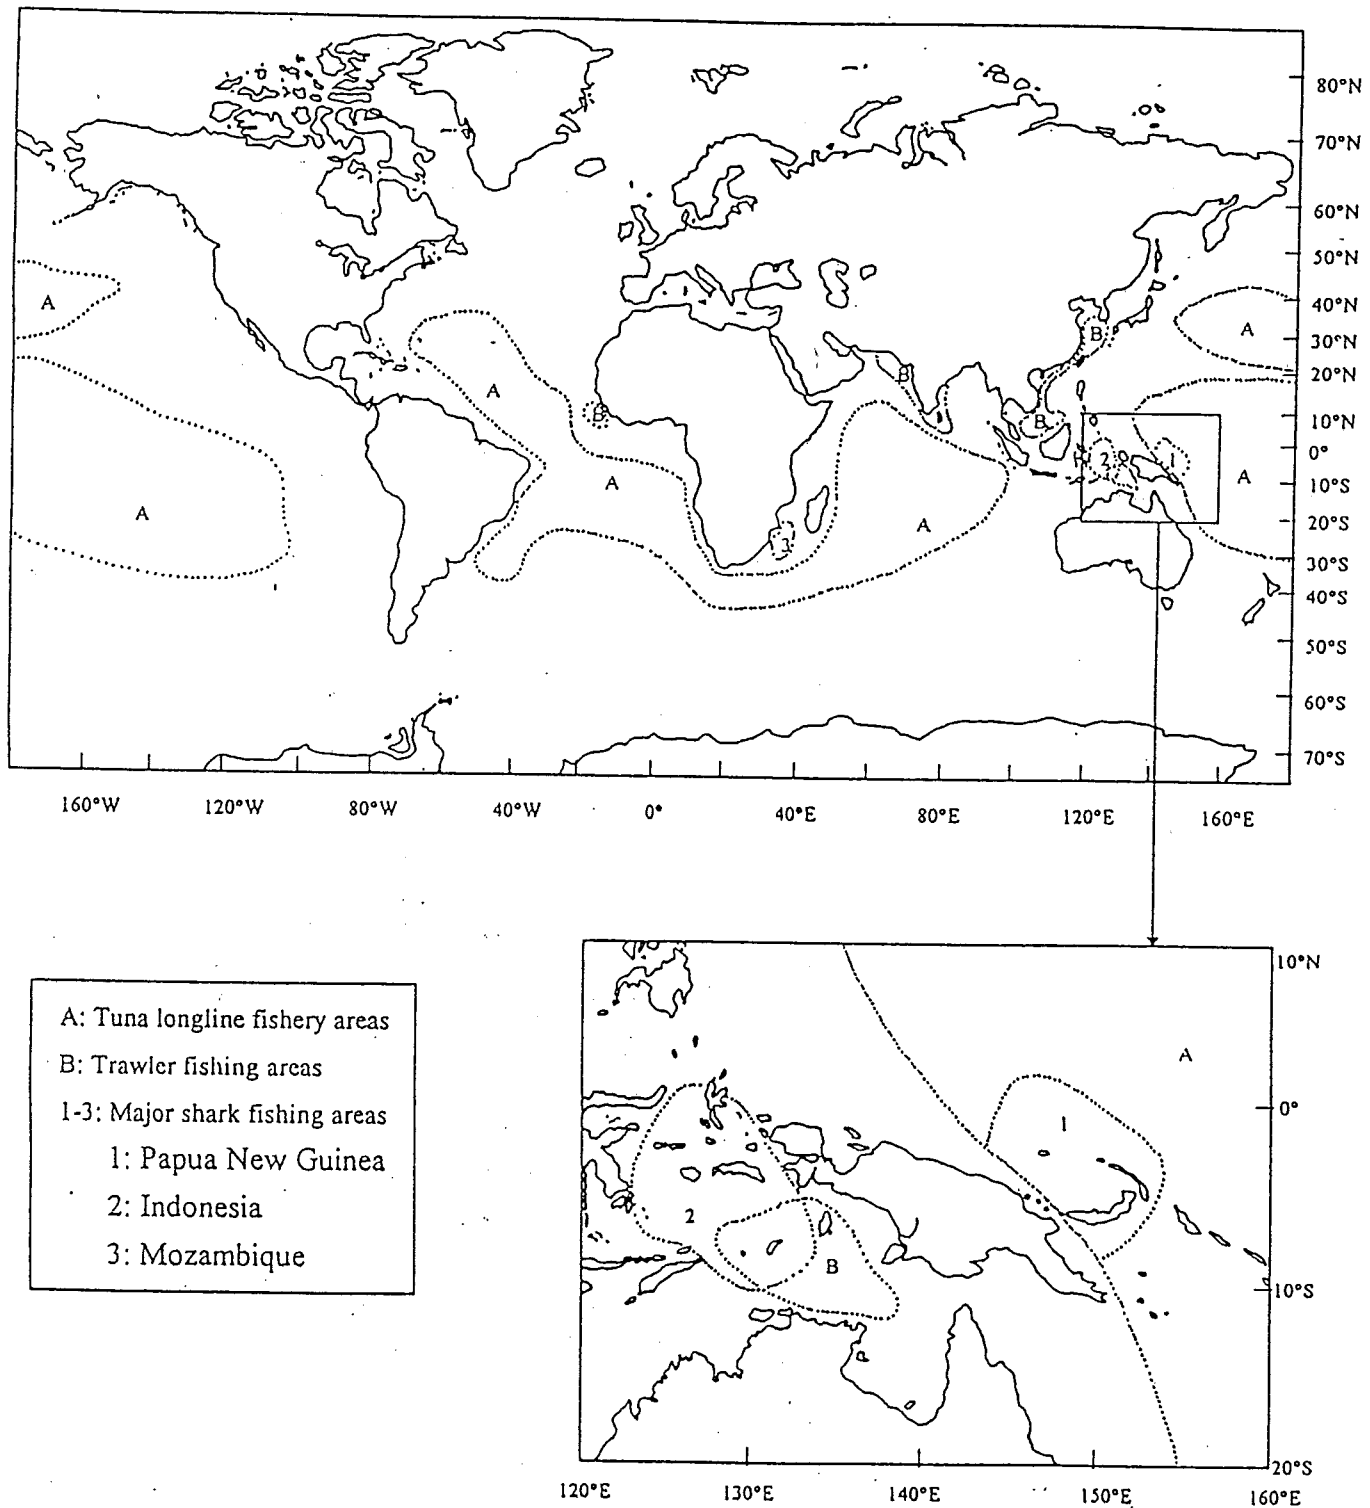 80°N
70°N
60°N
50°N
A
40°N
A
B
30°N
B
20°N
A
B
B
10°N
2
1
0°
A
A
10°S
A
A
20°S
3
30°S
40°S
50°S
60°S
70°S
160°W 120°W 80°W 40°W 0° 40°E 80°E 120°E 160°E
10°N
A: Tuna longline fishery areas
A
B: Trawler fishing areas
1-3: Major shark fishing areas
0°
1
1: Papua New Guinea
2: Indonesia
2
3: Mozambique
B
10°S
20°S
120°E 130°E 140°E 150°E 160°E